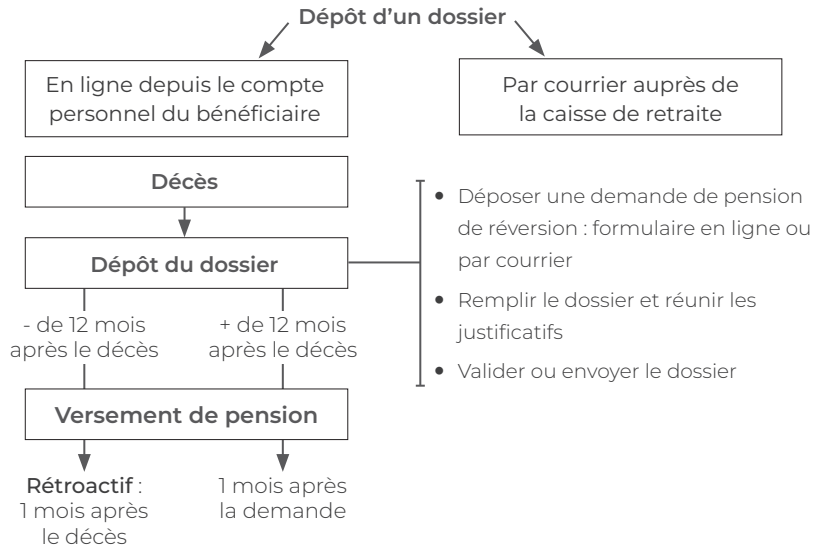 Dépôt d'un dossier
En ligne depuis le compte
personnel du bénéficiaire
Par courrier auprès de
la caisse de retraite
Décès
Dépôt du dossier
• Déposer une demande de pension
de réversion : formulaire en ligne ou
par courrier
• Remplir le dossier et réunir les
justificatifs
• Valider ou envoyer le dossier
- de 12 mois
après le décès
+ de 12 mois
après le décès
Versement de pension
Rétroactif :
1 mois après
le décès
1 mois après
la demande